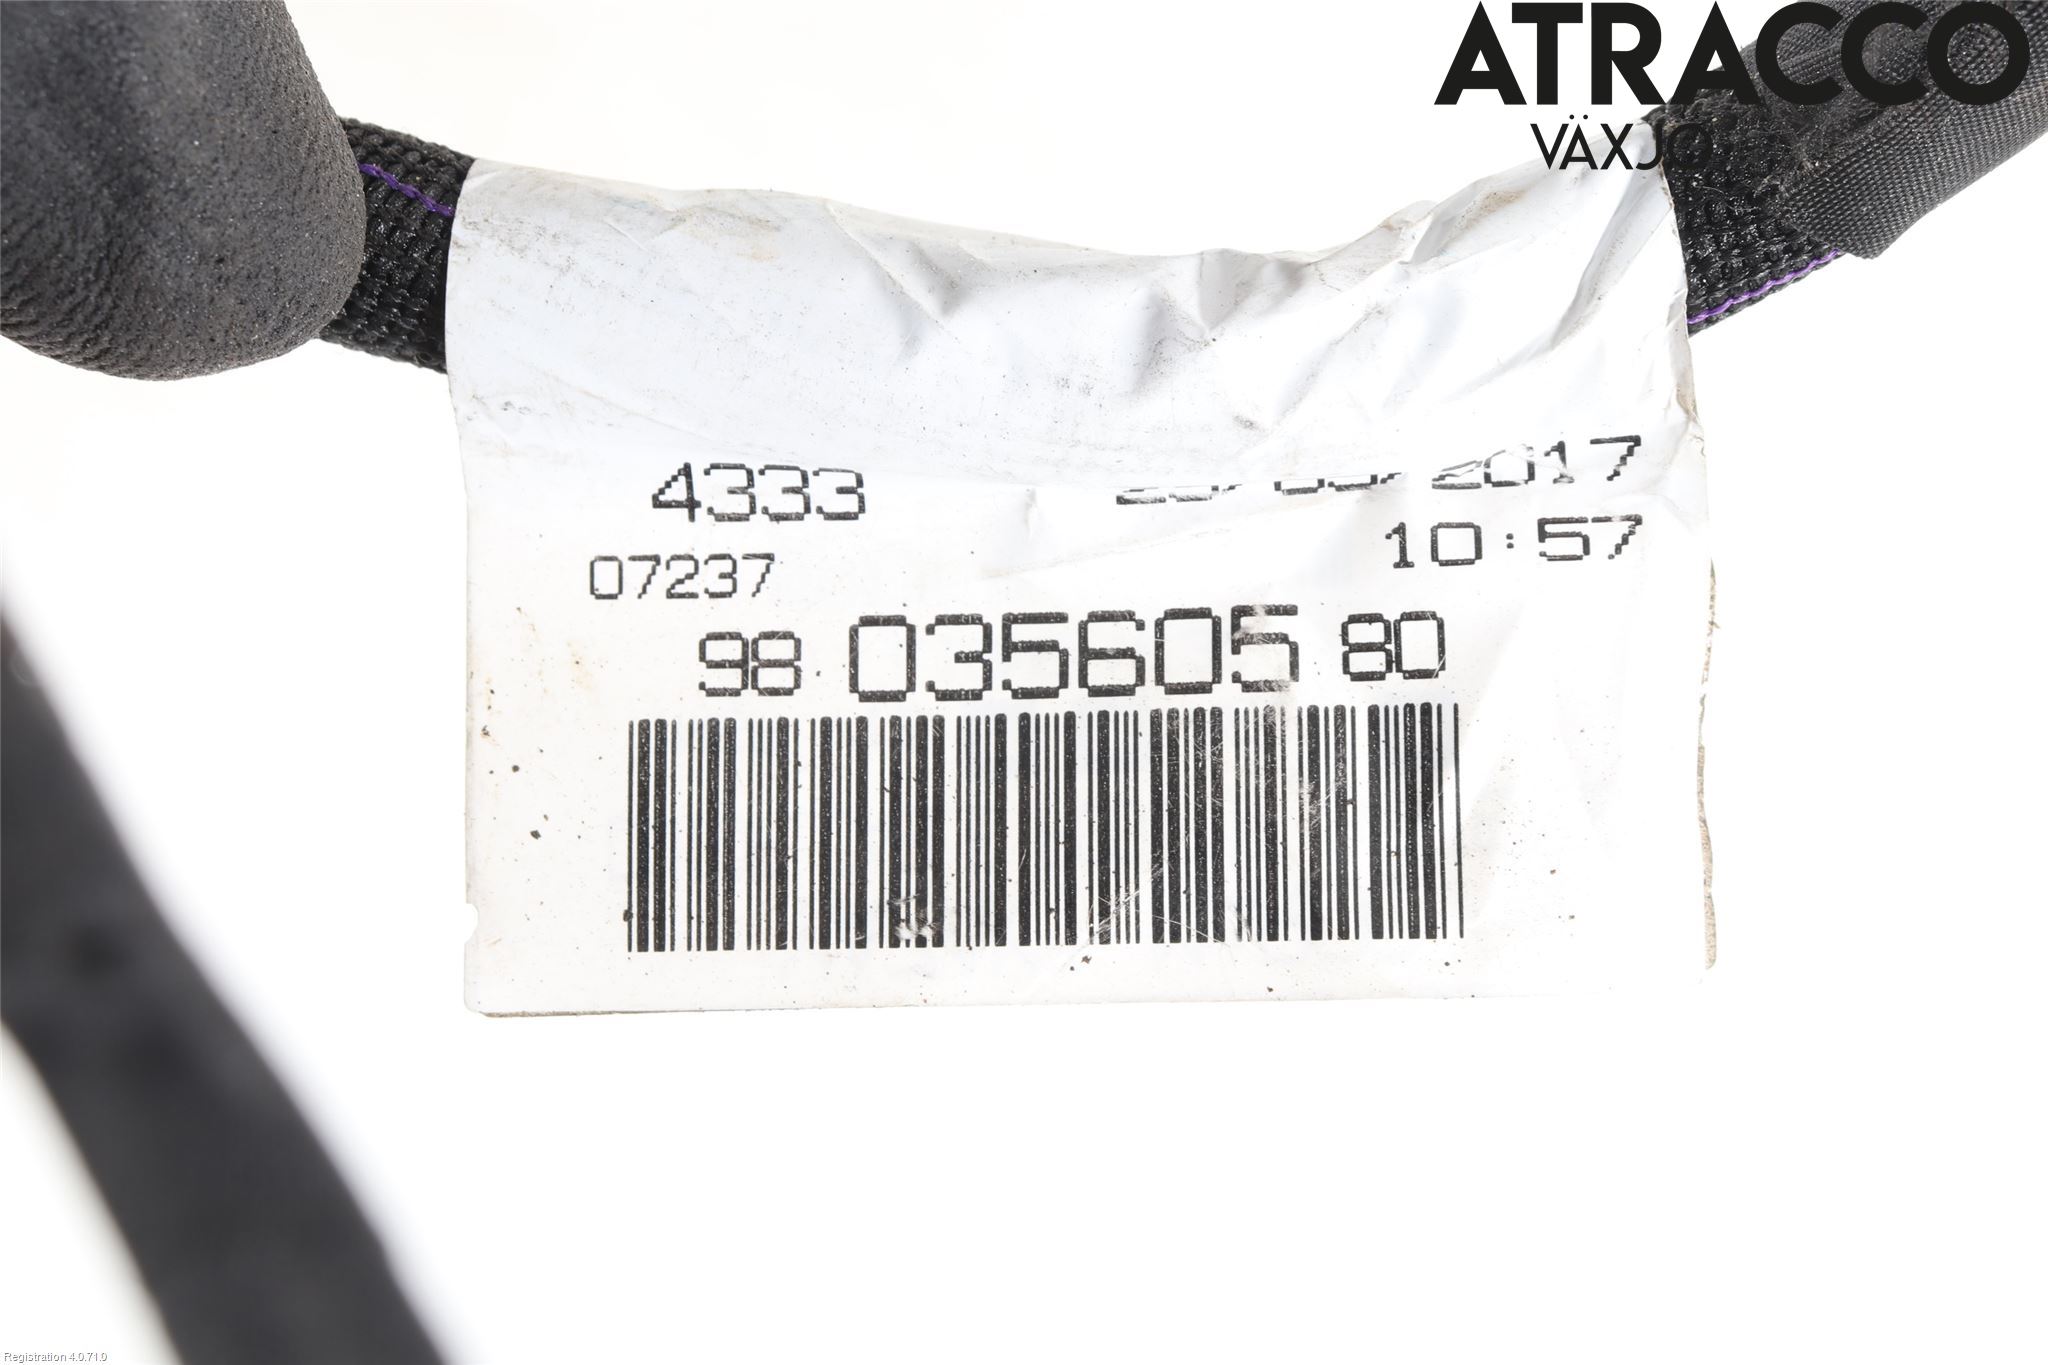 ATRACCO
VÄXJÖ
4333
2017
10:57
07237
98 035605 80
Registration 4.0.71.0